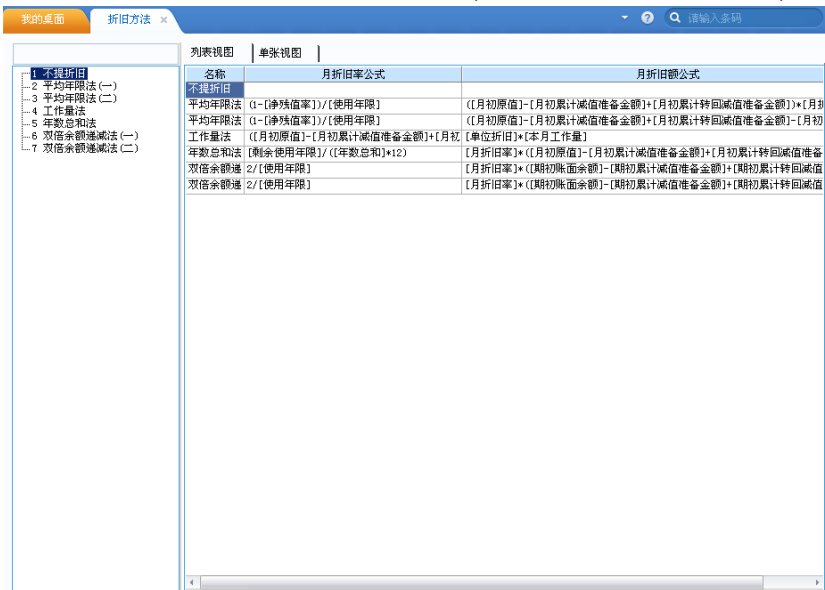 我的桌面 折旧方法 × ? 请输入条码
列表视图 单张视图
1 不提折旧
2 平均年限法(一)
3 平均年限法(二)
4 工作量法
5 年数总和法
6 双倍余额递减法(一)
7 双倍余额递减法(二)
名称 月折旧率公式 月折旧额公式
不提折旧
平均年限法 (1-[净残值率])/[使用年限] ([月初原值]-[月初累计减值准备金额]+[月初累计转回减值准备金额])*[月
平均年限法 (1-[净残值率])/[使用年限] ([月初原值]-[月初累计减值准备金额]+[月初累计转回减值准备金额]-[月初
工作量法 ([月初原值]-[月初累计减值准备金额]+[月初 [单位折旧]*[本月工作量]
年数总和法 [剩余使用年限]/([年数总和]*12) [月折旧率]*([月初原值]-[月初累计减值准备金额]+[月初累计转回减值准备
双倍余额递 2/[使用年限] [月折旧率]*([期初账面余额]-[期初累计减值准备金额]+[期初累计转回减值
双倍余额递 2/[使用年限] [月折旧率]*([期初账面余额]-[期初累计减值准备金额]+[期初累计转回减值